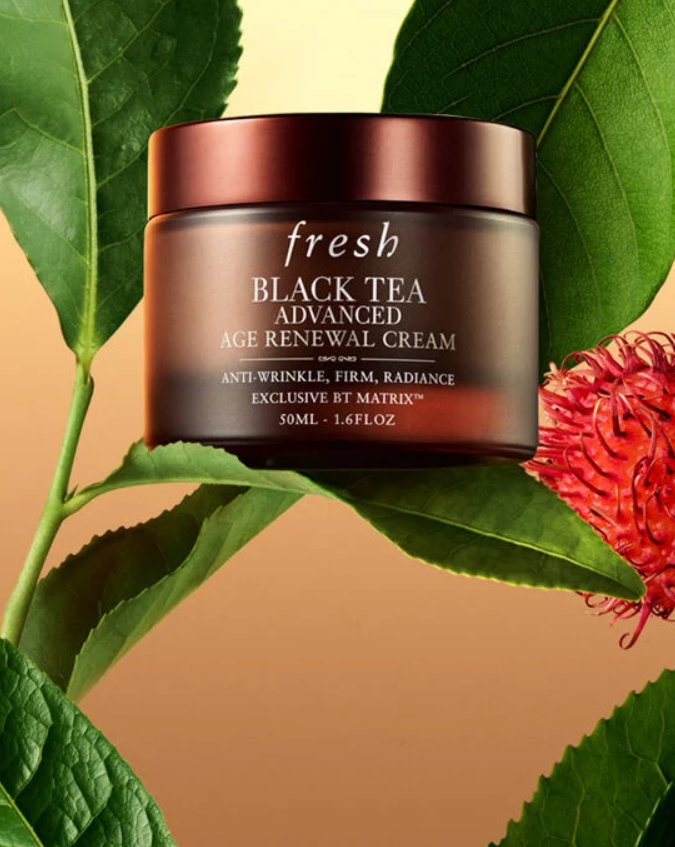 fresh
BLACK TEA
ADVANCED
AGE RENEWAL CREAM
ANTI-WRINKLE, FIRM, RADIANCE
EXCLUSIVE BT MATRIX™
50ML - 1.6FLOZ